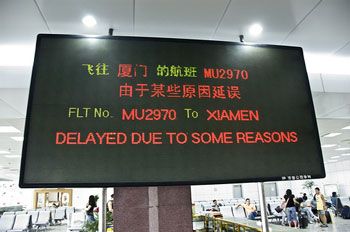 飞往 厦门 的航班 MU2970
由于某些原因延误
FLT No. MU2970 To XIAMEN
DELAYED DUE TO SOME REASONS